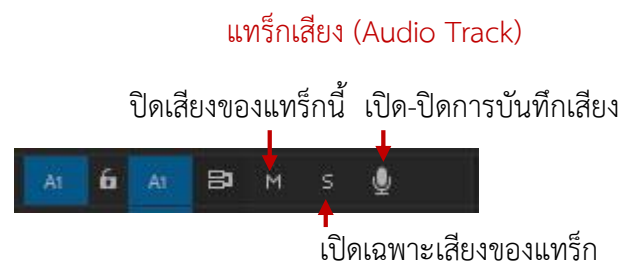 แทร็กเสียง (Audio Track)
ปิดเสียงของแทร็กนี้ เปิด-ปิดการบันทึกเสียง
A1 A1 M S
เปิดเฉพาะเสียงของแทร็ก